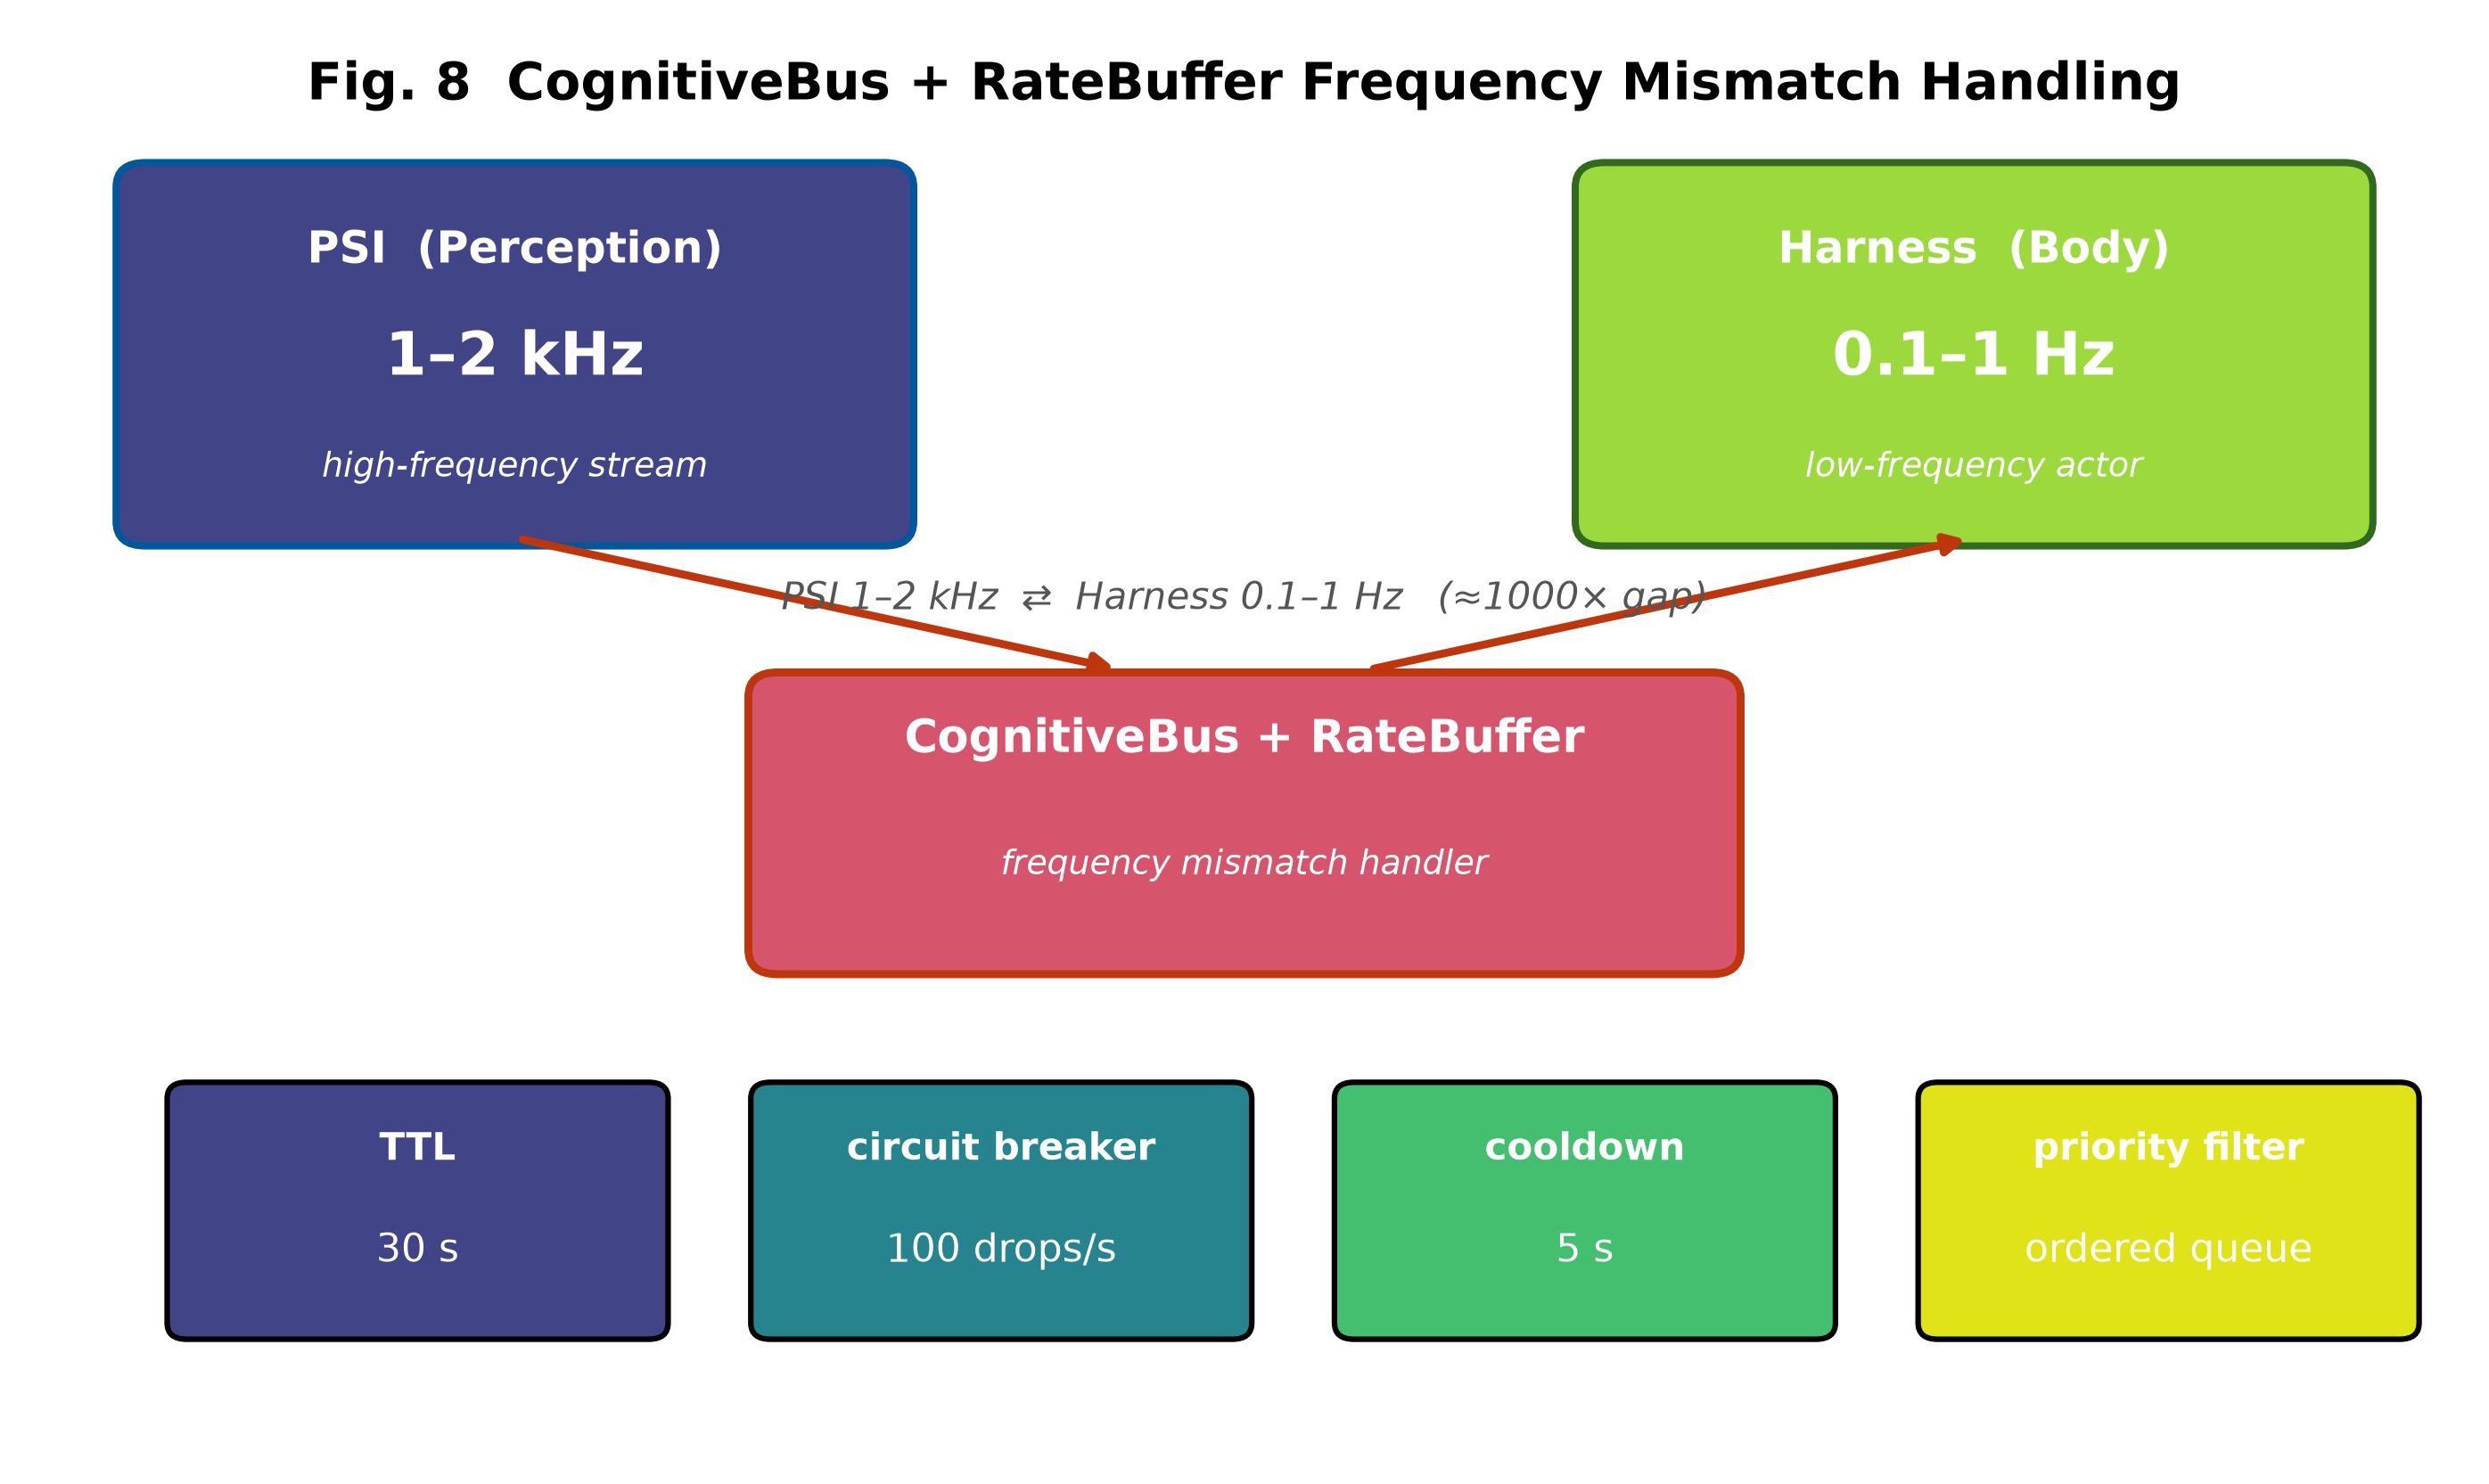 Fig. 8 CognitiveBus + RateBuffer Frequency Mismatch Handling
PSI (Perception)
1–2 kHz
high-frequency stream
Harness (Body)
0.1–1 Hz
low-frequency actor
PSI 1–2 kHz ⇄ Harness 0.1–1 Hz (≈1000× gap)
CognitiveBus + RateBuffer
frequency mismatch handler
TTL
30 s
circuit breaker
100 drops/s
cooldown
5 s
priority filter
ordered queue